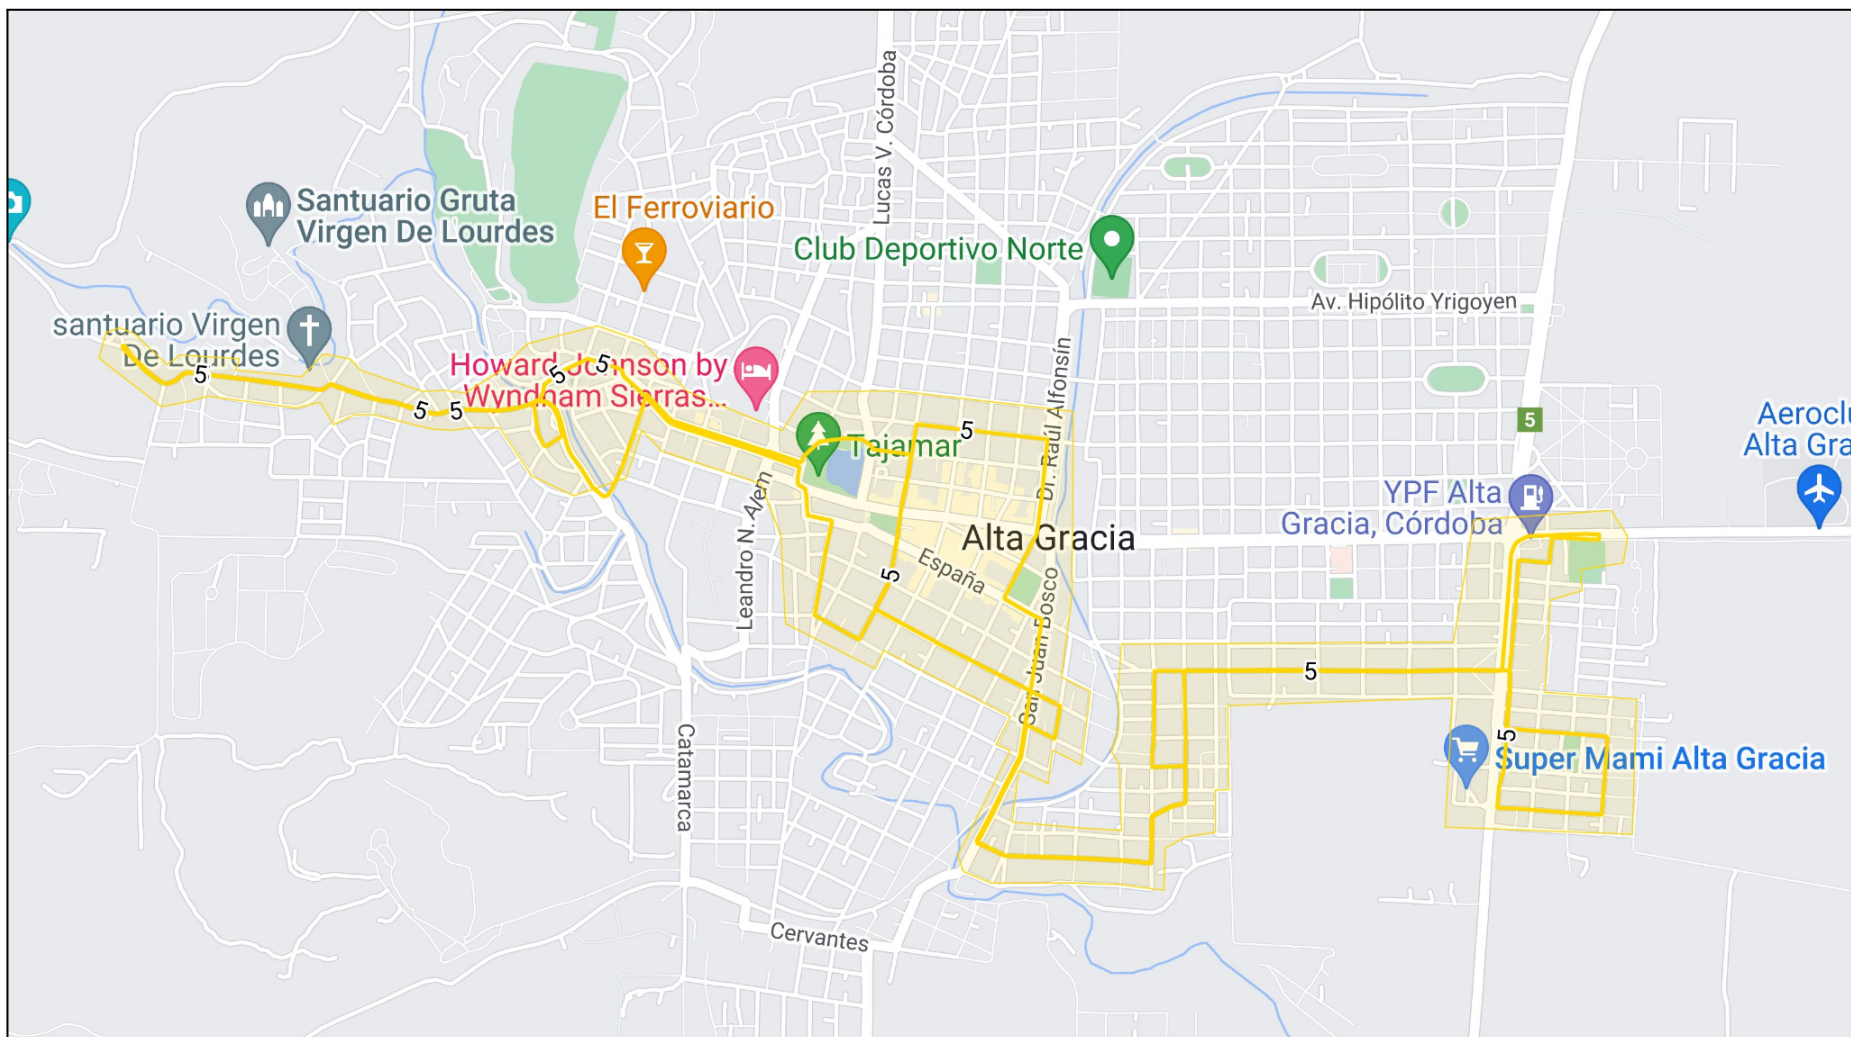 Lucas V. Córdoba
Santuario Gruta
Virgen De Lourdes
El Ferroviario
Club Deportivo Norte
Av. Hipólito Yrigoyen
santuario Virgen
De Lourdes
5
5
5
5
5
Howard Johnson by
Wyndham Sierras...
Dr. Raúl Alfonsín
5
5
Tajamar
Aeroclu
Alta Gra
YPF Alta
Gracia, Córdoba
Leandro N. Alem
Alta Gracia
España
5
San Juan Bosco
5
5
Super Mami Alta Gracia
Catamarca
Cervantes